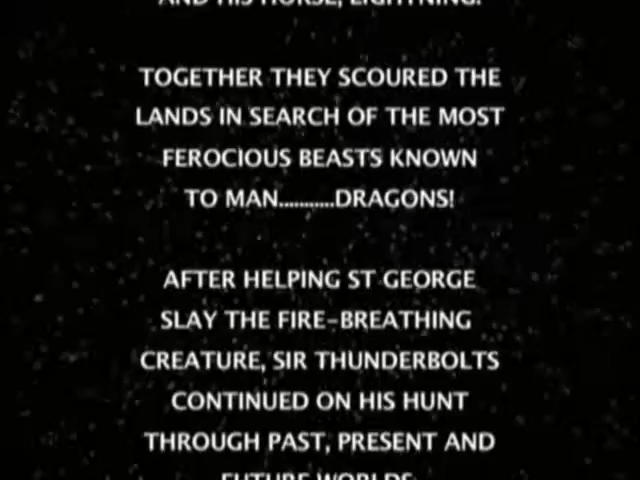 AND HIS HORSE, LIGHTNING.
TOGETHER THEY SCOURED THE
LANDS IN SEARCH OF THE MOST
FEROCIOUS BEASTS KNOWN
TO MAN...........DRAGONS!
AFTER HELPING ST GEORGE
SLAY THE FIRE-BREATHING
CREATURE, SIR THUNDERBOLTS
CONTINUED ON HIS HUNT
THROUGH PAST, PRESENT AND
FUTURE WORLDS